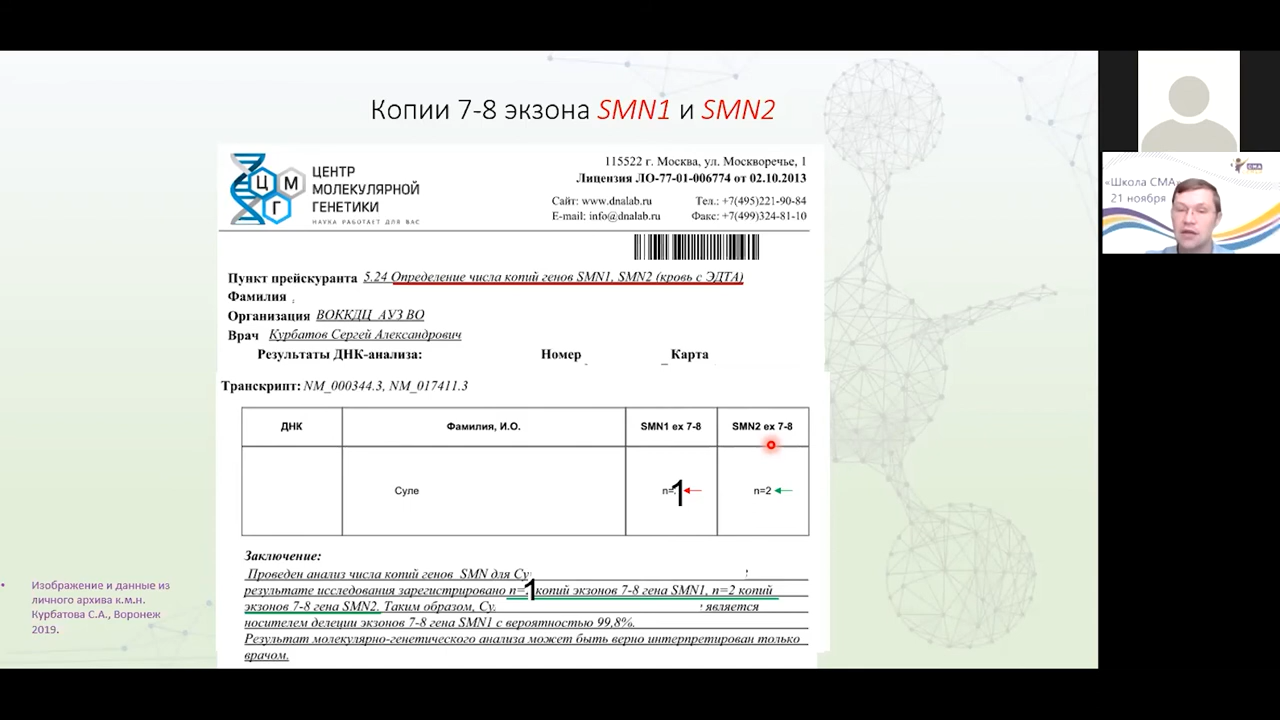 Копии 7-8 экзона SMN1 и SMN2
ЦМГ
ЦЕНТР
МОЛЕКУЛЯРНОЙ
ГЕНЕТИКИ
НАУКА РАБОТАЕТ ДЛЯ ВАС
115522 г. Москва, ул. Москворечье, 1
Лицензия ЛО-77-01-006774 от 02.10.2013
Сайт: www.dnalab.ru Тел.: +7(495)221-90-84
E-mail: info@dnalab.ru Факс: +7(499)324-81-10
Пункт прейскуранта 5.24 Определение числа копий генов SMN1, SMN2 (кровь с ЭДТА)
Фамилия
Организация ВОККДЦ АУЗ ВО
Врач Курбатов Сергей Александрович
Результаты ДНК-анализа: Номер Карта
Транскрипт: NM_000344.3, NM_017411.3
ДНК Фамилия, И.О. SMN1 ex 7-8 SMN2 ex 7-8
Суле n=1 n=2
Заключение:
Проведен анализ числа копий генов SMN для Су
результате исследования зарегистрировано n=1 копий экзонов 7-8 гена SMN1, n=2 копий
экзонов 7-8 гена SMN2. Таким образом, Су. является
носителем делеции экзонов 7-8 гена SMN1 с вероятностью 99,8%.
Результат молекулярно-генетического анализа может быть верно интерпретирован только
врачом.
• Изображение и данные из
личного архива к.м.н.
Курбатова С.А., Воронеж
2019.
СМА
«Школа СМА»
21 ноября